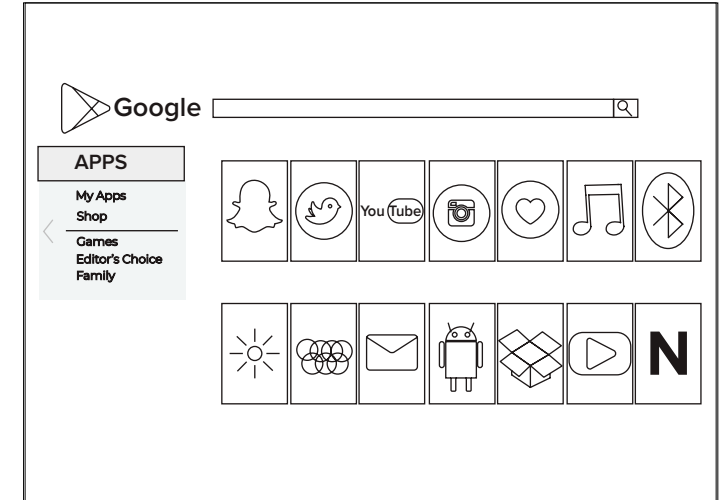 Google
APPS
My Apps
Shop
Games
Editor's Choice
Family
You Tube
N